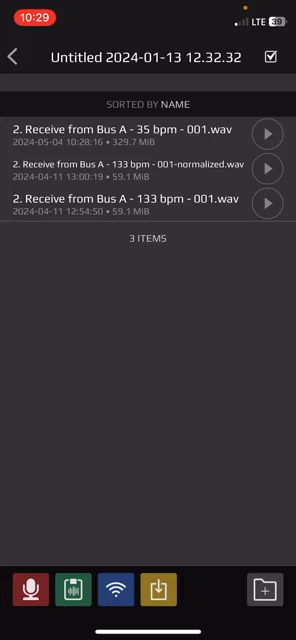 10:29
LTE 39
Untitled 2024-01-13 12.32.32
SORTED BY NAME
2. Receive from Bus A - 35 bpm - 001.wav
2024-05-04 10:28:16 • 329.7 MiB
2. Receive from Bus A - 133 bpm - 001-normalized.wav
2024-04-11 13:00:19 • 59.1 MiB
2. Receive from Bus A - 133 bpm - 001.wav
2024-04-11 12:54:50 • 59.1 MiB
3 ITEMS